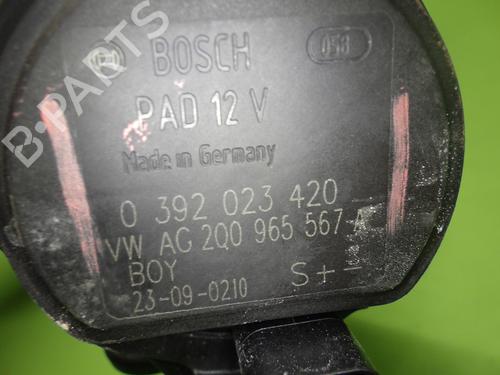 BOSCH 058
PAD 12 V
Made in Germany
0 392 023 420
VW AG 2Q0 965 567 A
BOY
23-09-0210 S+-
B-PARTS